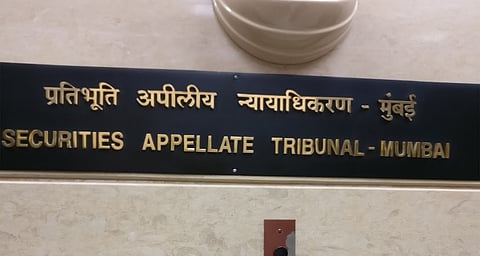 प्रतिभूति अपीलीय न्यायाधिकरण - मुंबई
SECURITIES APPELLATE TRIBUNAL - MUMBAI